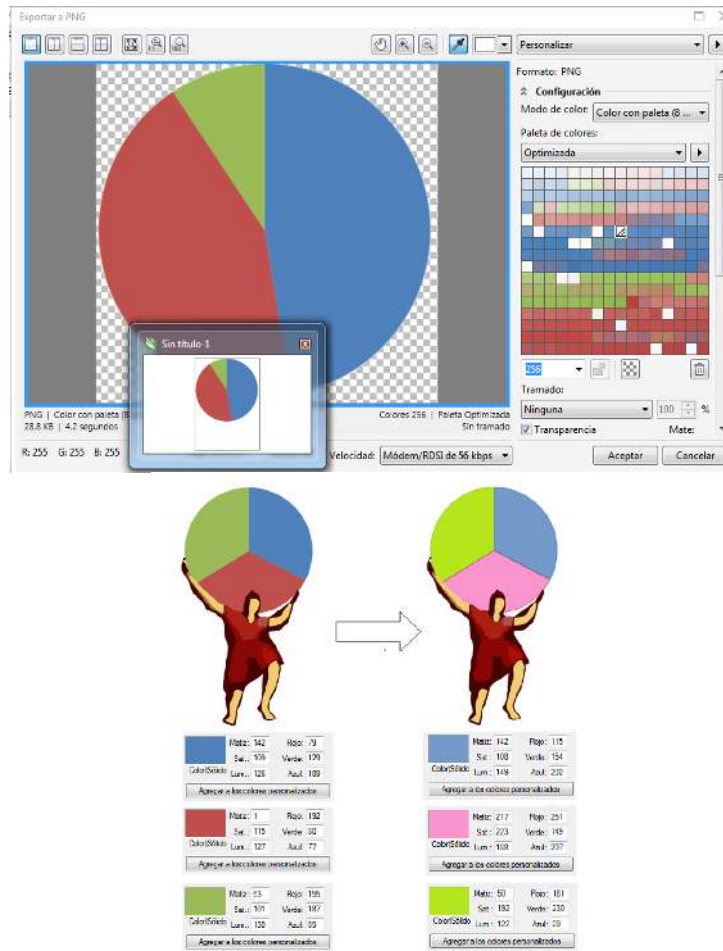 Exportar a PNG
Personalizar
Formato: PNG
Configuración
Modo de color: Color con paleta (8 ...
Paleta de colores:
Optimizada
Sin título-1
256
Tramado:
Ninguna 100 %
Transparencia Mate:
PNG | Color con paleta (8
Colores 256 | Paleta Optimizada
28.8 KB | 4.2 segundos
Sin tramado
R: 255 G: 255 B: 255
Velocidad: Módem/RDSI de 56 kbps
Aceptar Cancelar
Matiz: 142 Rojo: 79
Sat.: 109 Verde: 129
Color|Sólido Lum.: 126 Azul: 189
Agregar a los colores personalizados
Matiz: 142 Rojo: 115
Sat.: 108 Verde: 154
Color|Sólido Lum.: 149 Azul: 202
Agregar a los colores personalizados
Matiz: 1 Rojo: 192
Sat.: 115 Verde: 80
Color|Sólido Lum.: 127 Azul: 77
Agregar a los colores personalizados
Matiz: 217 Rojo: 251
Sat.: 223 Verde: 149
Color|Sólido Lum.: 188 Azul: 207
Agregar a los colores personalizados
Matiz: Rojo:
Sat.: 101 Verde: 187
Color|Sólido Lum.: 130 Azul:
Agregar a los colores personalizados
Matiz: 50 Rojo: 181
Sat.: 192 Verde: 230
Color|Sólido Lum.: 122 Azul:
Agregar a los colores personalizados